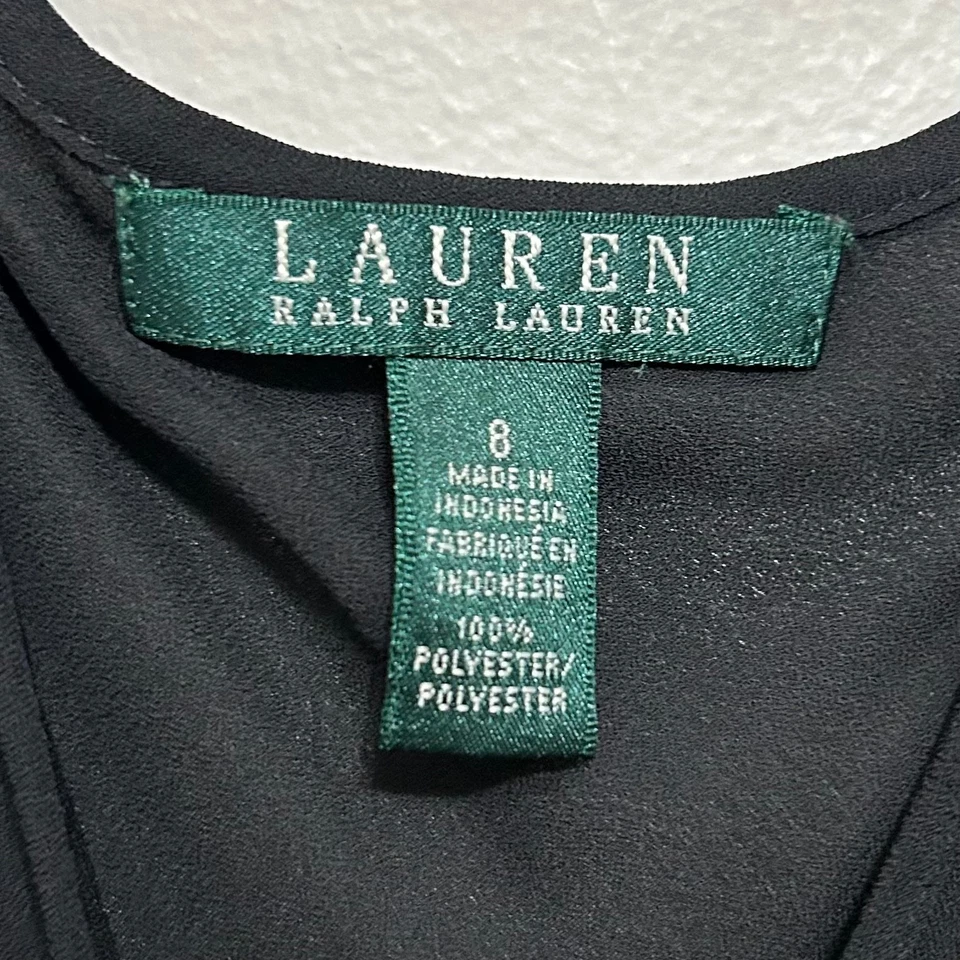 LAUREN
RALPH LAUREN
8
MADE IN
INDONESIA
FABRIQUÉ EN
INDONÉSIE
100%
POLYESTER/
POLYESTER